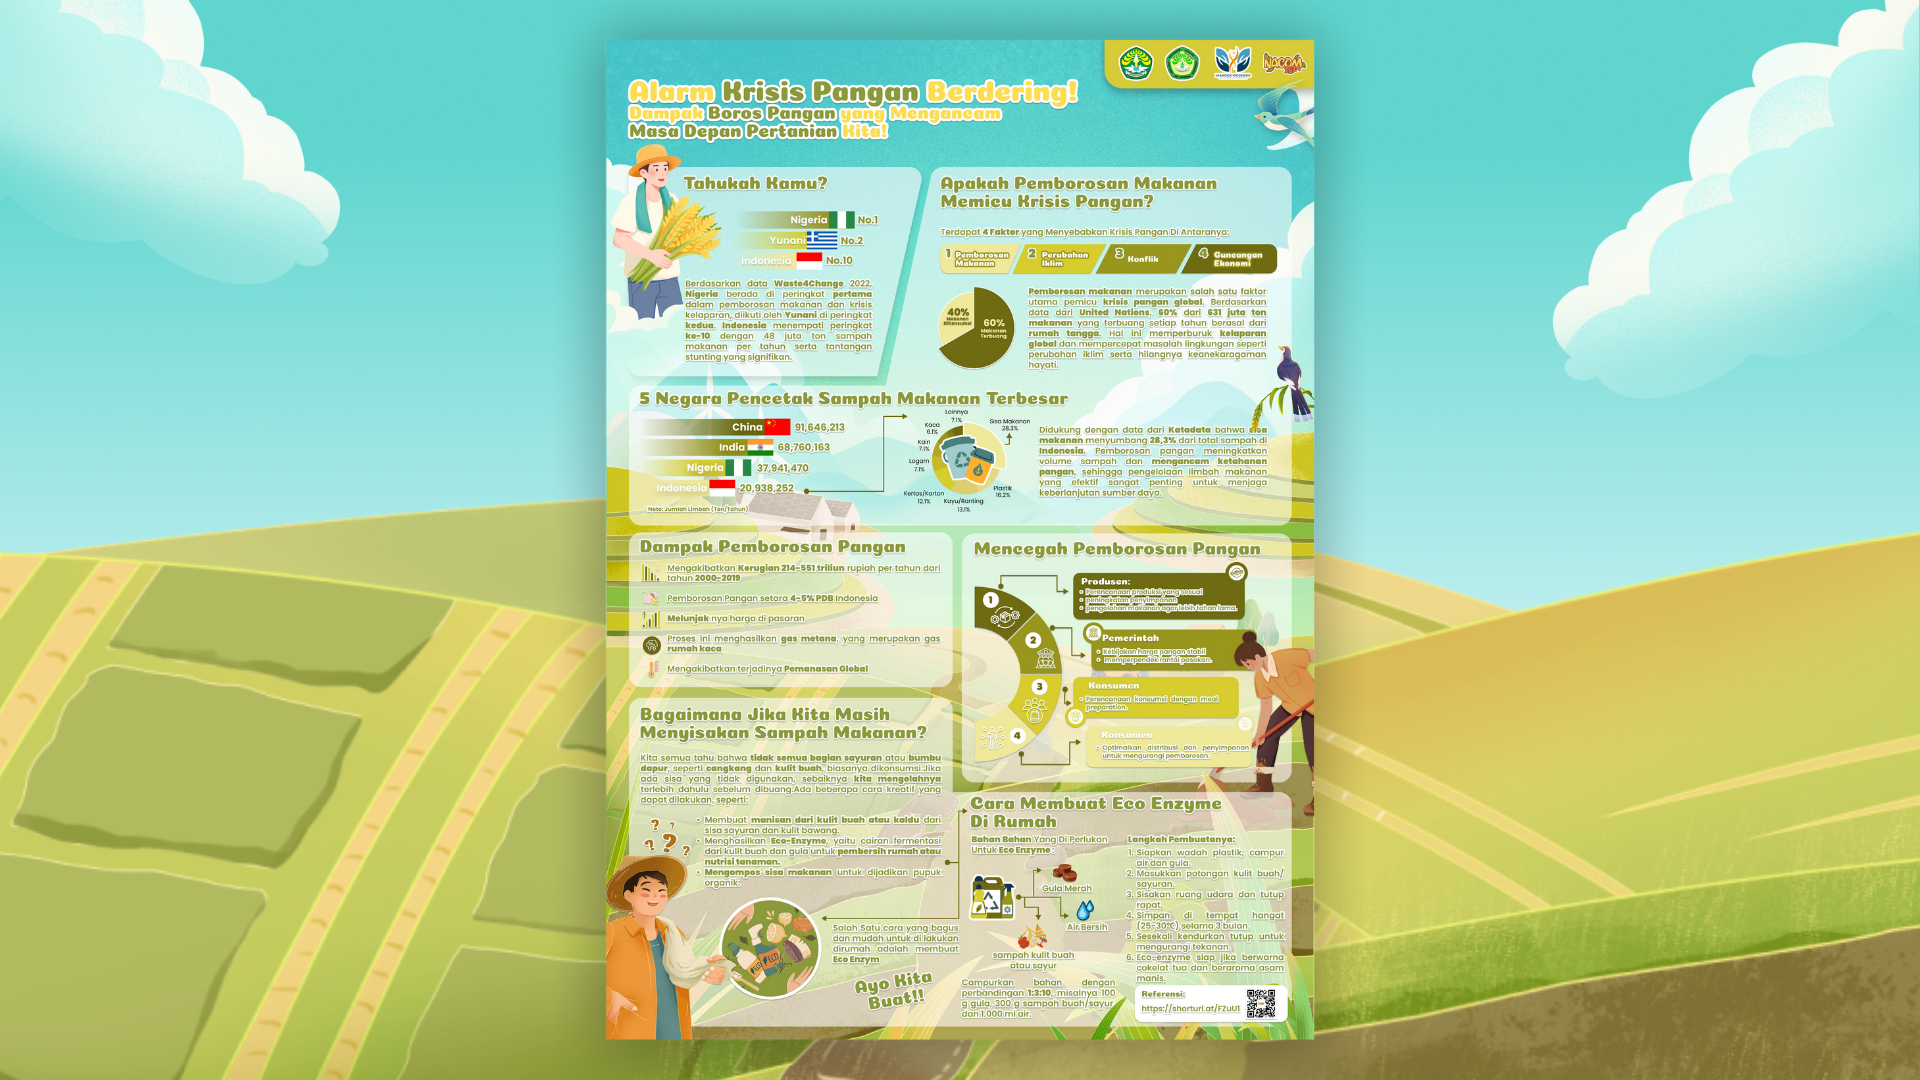 NACOM
Alarm Krisis Pangan Berdering!
Dampak Boros Pangan yang Mengancam
Masa Depan Pertanian Kita!
Tahukah Kamu?
Nigeria No.1
Yunani No.2
Indonesia No.10
Berdasarkan data Waste4Change 2022,
Nigeria berada di peringkat pertama
dalam pemborosan makanan dan krisis
kelaparan, diikuti oleh Yunani di peringkat
kedua. Indonesia menempati peringkat
ke-10 dengan 48 juta ton sampah
makanan per tahun serta tantangan
stunting yang signifikan.
Apakah Pemborosan Makanan
Memicu Krisis Pangan?
Terdapat 4 Faktor yang Menyebabkan Krisis Pangan Di Antaranya:
1 Pemborosan
Makanan
2 Perubahan
Iklim
3 Konflik
4 Guncangan
Ekonomi
40%
Makanan
Dikonsumsi
60%
Makanan
Terbuang
Pemborosan makanan merupakan salah satu faktor
utama pemicu krisis pangan global. Berdasarkan
data dari United Nations, 60% dari 631 juta ton
makanan yang terbuang setiap tahun berasal dari
rumah tangga. Hal ini memperburuk kelaparan
global dan mempercepat masalah lingkungan seperti
perubahan iklim serta hilangnya keanekaragaman
hayati.
5 Negara Pencetak Sampah Makanan Terbesar
China 91,646,213
India 68,760,163
Nigeria 37,941,470
Indonesia 20,938,252
Note: Jumlah Limbah (Ton/Tahun)
Lainnya
7.1%
Kaca
6.1%
Kain
7.1%
Logam
7.1%
Kertas/Karton
12.1%
Kayu/Ranting
13.1%
Plastik
16.2%
Sisa Makanan
28.3%
Didukung dengan data dari Katadata bahwa sisa
makanan menyumbang 28,3% dari total sampah di
Indonesia. Pemborosan pangan meningkatkan
volume sampah dan mengancam ketahanan
pangan, sehingga pengelolaan limbah makanan
yang efektif sangat penting untuk menjaga
keberlanjutan sumber daya.
Dampak Pemborosan Pangan
Mengakibatkan Kerugian 214-551 triliun rupiah per tahun dari
tahun 2000-2019
Pemborosan Pangan setara 4-5% PDB Indonesia
Melunjak nya harga di pasaran
Proses ini menghasilkan gas metana, yang merupakan gas
rumah kaca
Mengakibatkan terjadinya Pemanasan Global
Mencegah Pemborosan Pangan
1
2
3
4
Produsen:
• Perencanaan produksi yang sesuai
• peningkatan penyimpanan
• pengolahan makanan agar lebih tahan lama.
Pemerintah
• Kebijakan harga pangan stabil
• memperpendek rantai pasokan.
Konsumen
• Perencanaan konsumsi dengan meal
preparation.
Konsumen
• Optimalkan distribusi dan penyimpanan
untuk mengurangi pemborosan.
Bagaimana Jika Kita Masih
Menyisakan Sampah Makanan?
Kita semua tahu bahwa tidak semua bagian sayuran atau bumbu
dapur, seperti cangkang dan kulit buah, biasanya dikonsumsi.Jika
ada sisa yang tidak digunakan, sebaiknya kita mengolahnya
terlebih dahulu sebelum dibuang.Ada beberapa cara kreatif yang
dapat dilakukan, seperti:
• Membuat manisan dari kulit buah atau kaldu dari
sisa sayuran dan kulit bawang.
• Menghasilkan Eco-Enzyme, yaitu cairan fermentasi
dari kulit buah dan gula untuk pembersih rumah atau
nutrisi tanaman.
• Mengompos sisa makanan untuk dijadikan pupuk
organik.
? ? ? ? ?
Salah Satu cara yang bagus
dan mudah untuk di lakukan
dirumah adalah membuat
Eco Enzym
ECO
ECO
Ayo Kita
Buat!!
Cara Membuat Eco Enzyme
Di Rumah
Bahan Bahan Yang Di Perlukan
Untuk Eco Enzyme :
Gula Merah
Air Bersih
sampah kulit buah
atau sayur
Campurkan bahan dengan
perbandingan 1:3:10, misalnya 100
g gula, 300 g sampah buah/sayur,
dan 1.000 ml air.
Langkah Pembuatanya:
1. Siapkan wadah plastik, campur
air dan gula.
2. Masukkan potongan kulit buah/
sayuran.
3. Sisakan ruang udara dan tutup
rapat.
4. Simpan di tempat hangat
(25-30°C) selama 3 bulan.
5. Sesekali kendurkan tutup untuk
mengurangi tekanan.
6. Eco-enzyme siap jika berwarna
cokelat tua dan beraroma asam
manis.
Referensi:
https://shorturl.at/FZuU1